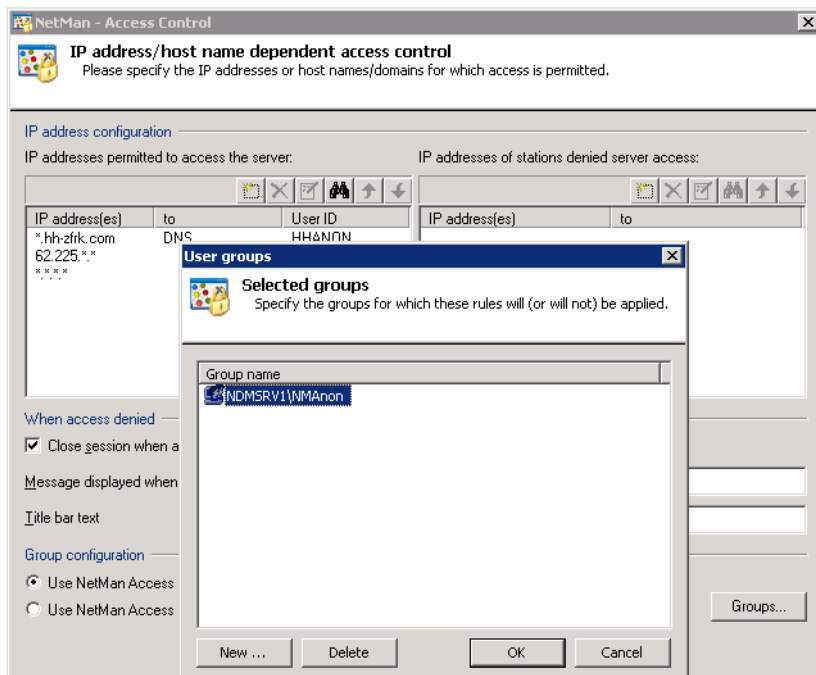 NetMan - Access Control
IP address/host name dependent access control
Please specify the IP addresses or host names/domains for which access is permitted.
IP address configuration
IP addresses permitted to access the server:
IP addresses of stations denied server access:
IP address(es) to User ID
IP address(es) to
*.hh-zfrk.com DNS HHANON
62.225.*.*
*.*.*.*
User groups
Selected groups
Specify the groups for which these rules will (or will not) be applied.
Group name
NDMSRV1\NMAnon
When access denied
Close session when a
Message displayed when
Title bar text
Group configuration
Use NetMan Access
Use NetMan Access
Groups...
New ...
Delete
OK
Cancel